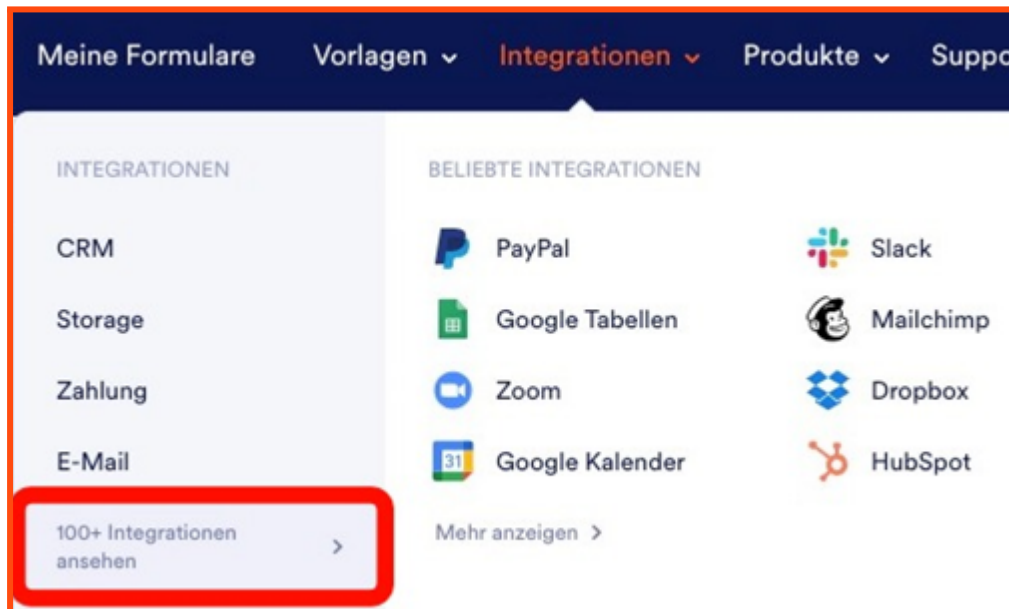 Meine Formulare Vorlagen Integrationen Produkte Suppo
INTEGRATIONEN
CRM
Storage
Zahlung
E-Mail
100+ Integrationen
ansehen
BELIEBTE INTEGRATIONEN
PayPal
Google Tabellen
Zoom
31
Google Kalender
Mehr anzeigen
Slack
Mailchimp
Dropbox
HubSpot